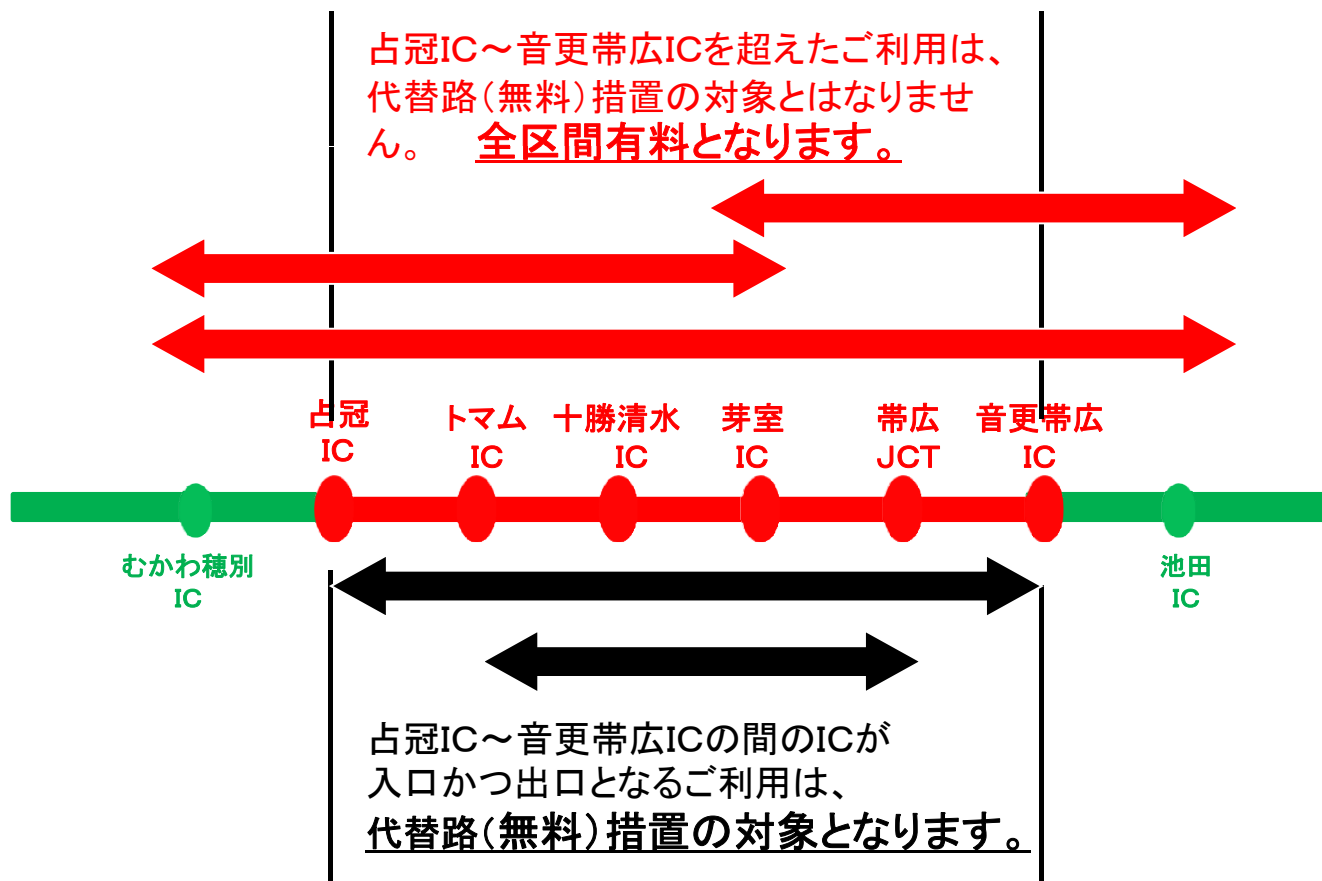 占冠IC～音更帯広ICを超えたご利用は、
代替路（無料）措置の対象とはなりませ
ん。 全区間有料となります。
占冠
IC
トマム
IC
十勝清水
IC
芽室
IC
帯広
JCT
音更帯広
IC
むかわ穂別
IC
池田
IC
占冠IC～音更帯広ICの間のICが
入口かつ出口となるご利用は、
代替路（無料）措置の対象となります。